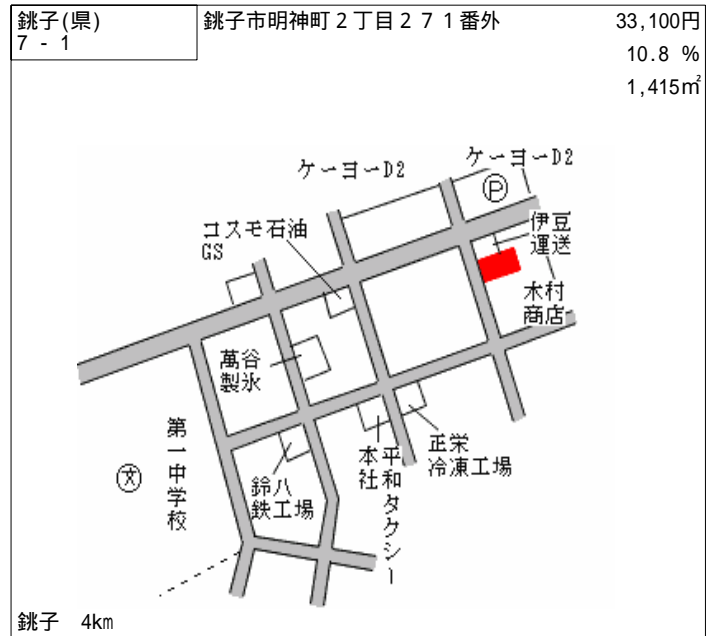 銚子(県)
7 - 1
銚子市明神町２丁目２７１番外
33,100円
10.8 %
1,415㎡
ケーヨーD2
ケーヨーD2
Ⓟ
コスモ石油
GS
伊豆
運送
木村
商店
萬谷
製氷
第一中学校
文
鈴八
鉄工場
平和タクシー
本社
正栄
冷凍工場
銚子 4km